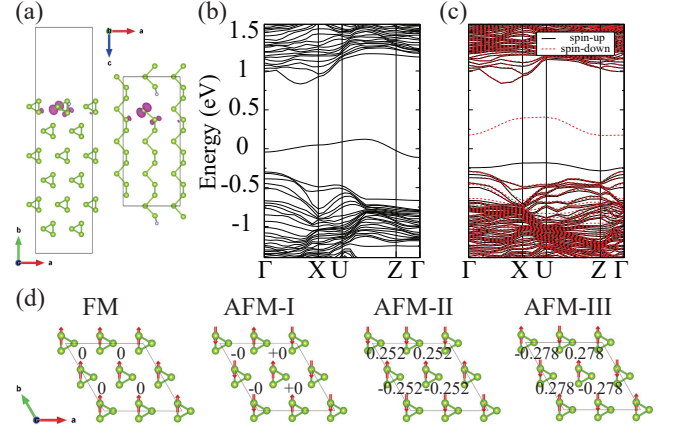 (a)
a
c
b
a
(b)
Energy (eV)
1.5
1
0.5
0
-0.5
-1
Γ X U Z Γ
(c)
spin-up
spin-down
Γ X U Z Γ
(d)
FM AFM-I AFM-II AFM-III
0 0 -0 +0 0.252 0.252 -0.278 0.278
0 0 -0 +0 -0.252 -0.252 0.278 -0.278
b
a